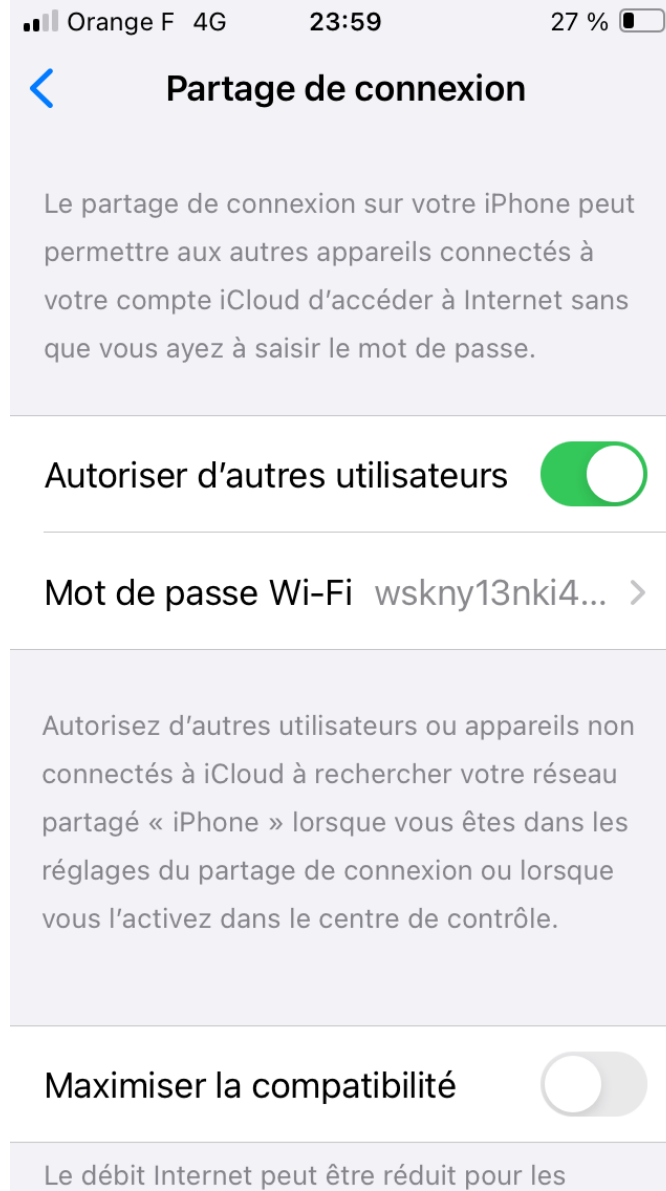 Orange F 4G 23:59 27 %
Partage de connexion
Le partage de connexion sur votre iPhone peut
permettre aux autres appareils connectés à
votre compte iCloud d’accéder à Internet sans
que vous ayez à saisir le mot de passe.
Autoriser d’autres utilisateurs
Mot de passe Wi-Fi wskny13nki4...
Autorisez d’autres utilisateurs ou appareils non
connectés à iCloud à rechercher votre réseau
partagé « iPhone » lorsque vous êtes dans les
réglages du partage de connexion ou lorsque
vous l’activez dans le centre de contrôle.
Maximiser la compatibilité
Le débit Internet peut être réduit pour les